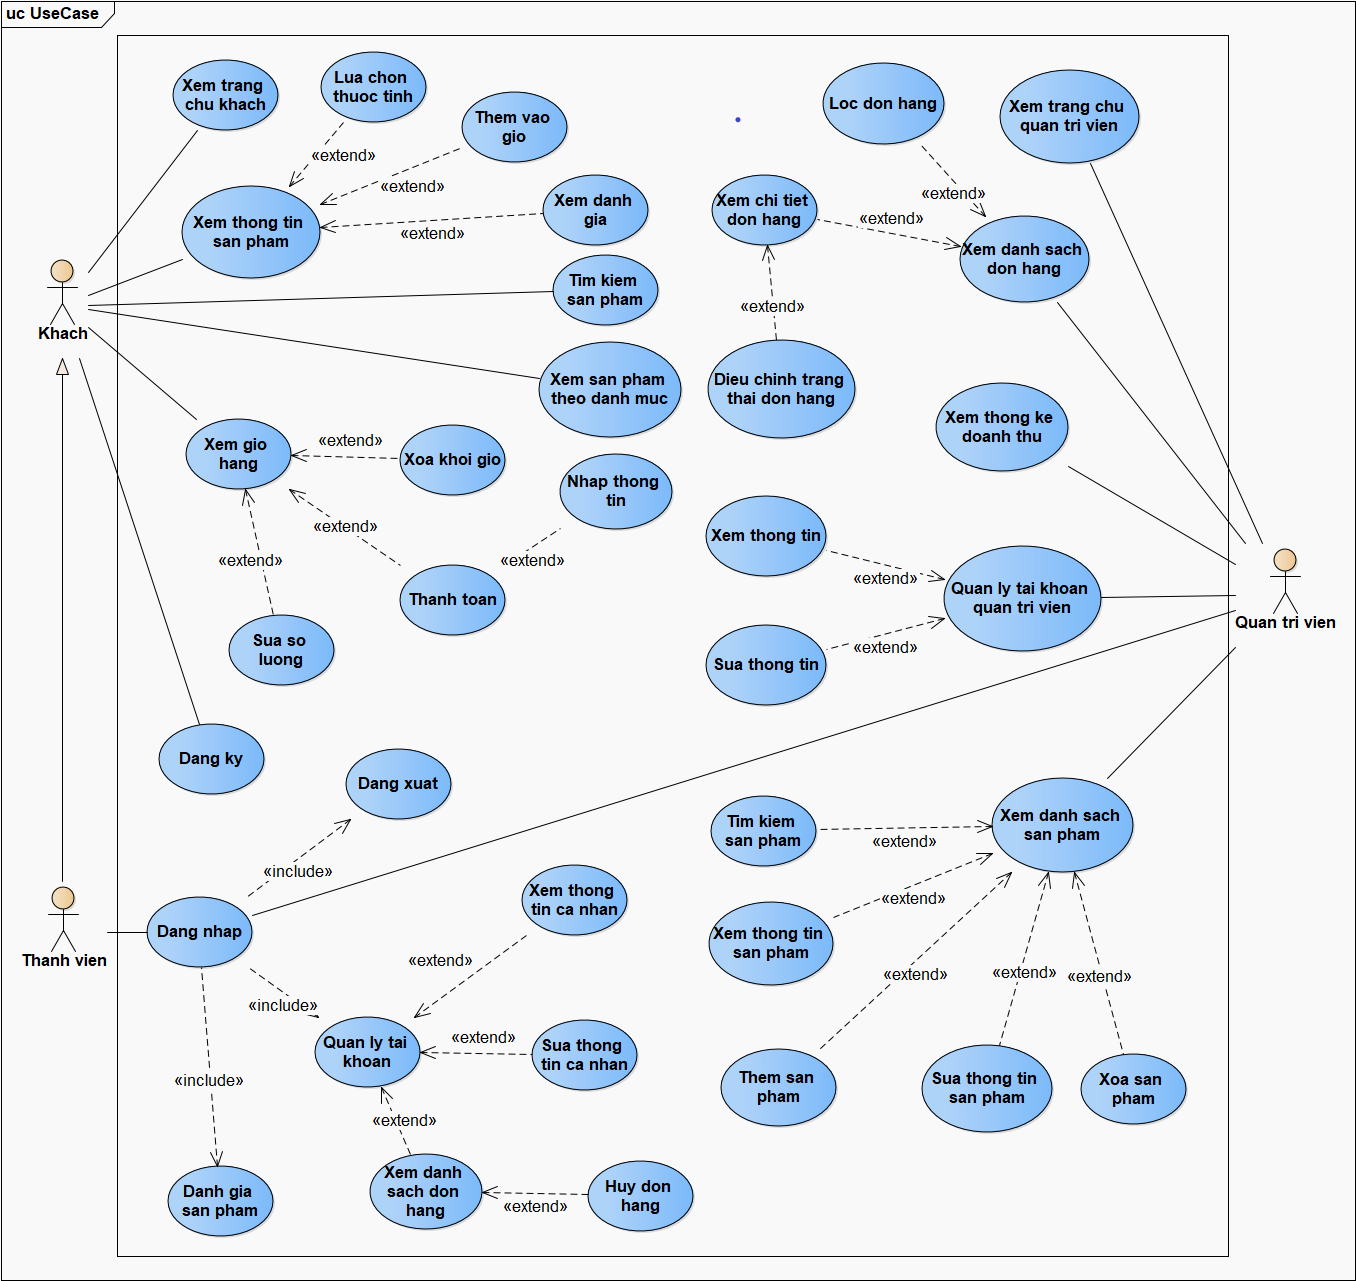 uc UseCase
Xem trang
chu khach
Lua chon
thuoc tinh
Them vao
gio
Loc don hang
Xem trang chu
quan tri vien
«extend»
«extend»
«extend»
Xem thong tin
san pham
«extend»
Xem danh
gia
Xem chi tiet
don hang
«extend»
Xem danh sach
don hang
Tim kiem
san pham
«extend»
Khach
Xem san pham
theo danh muc
Dieu chinh trang
thai don hang
Xem thong ke
doanh thu
Xem gio
hang
«extend»
Xoa khoi gio
Nhap thong
tin
«extend»
«extend»
«extend»
Xem thong tin
«extend»
Thanh toan
Quan ly tai khoan
quan tri vien
Quan tri vien
Sua so
luong
Sua thong tin
«extend»
Dang ky
Dang xuat
Tim kiem
san pham
«extend»
Xem danh sach
san pham
«include»
Xem thong
tin ca nhan
«extend»
Thanh vien
Dang nhap
Xem thong tin
san pham
«extend»
«extend»
«extend»
«extend»
«include»
Quan ly tai
khoan
«extend»
Sua thong
tin ca nhan
«include»
Them san
pham
Sua thong tin
san pham
Xoa san
pham
«extend»
Danh gia
san pham
Xem danh
sach don
hang
«extend»
Huy don
hang